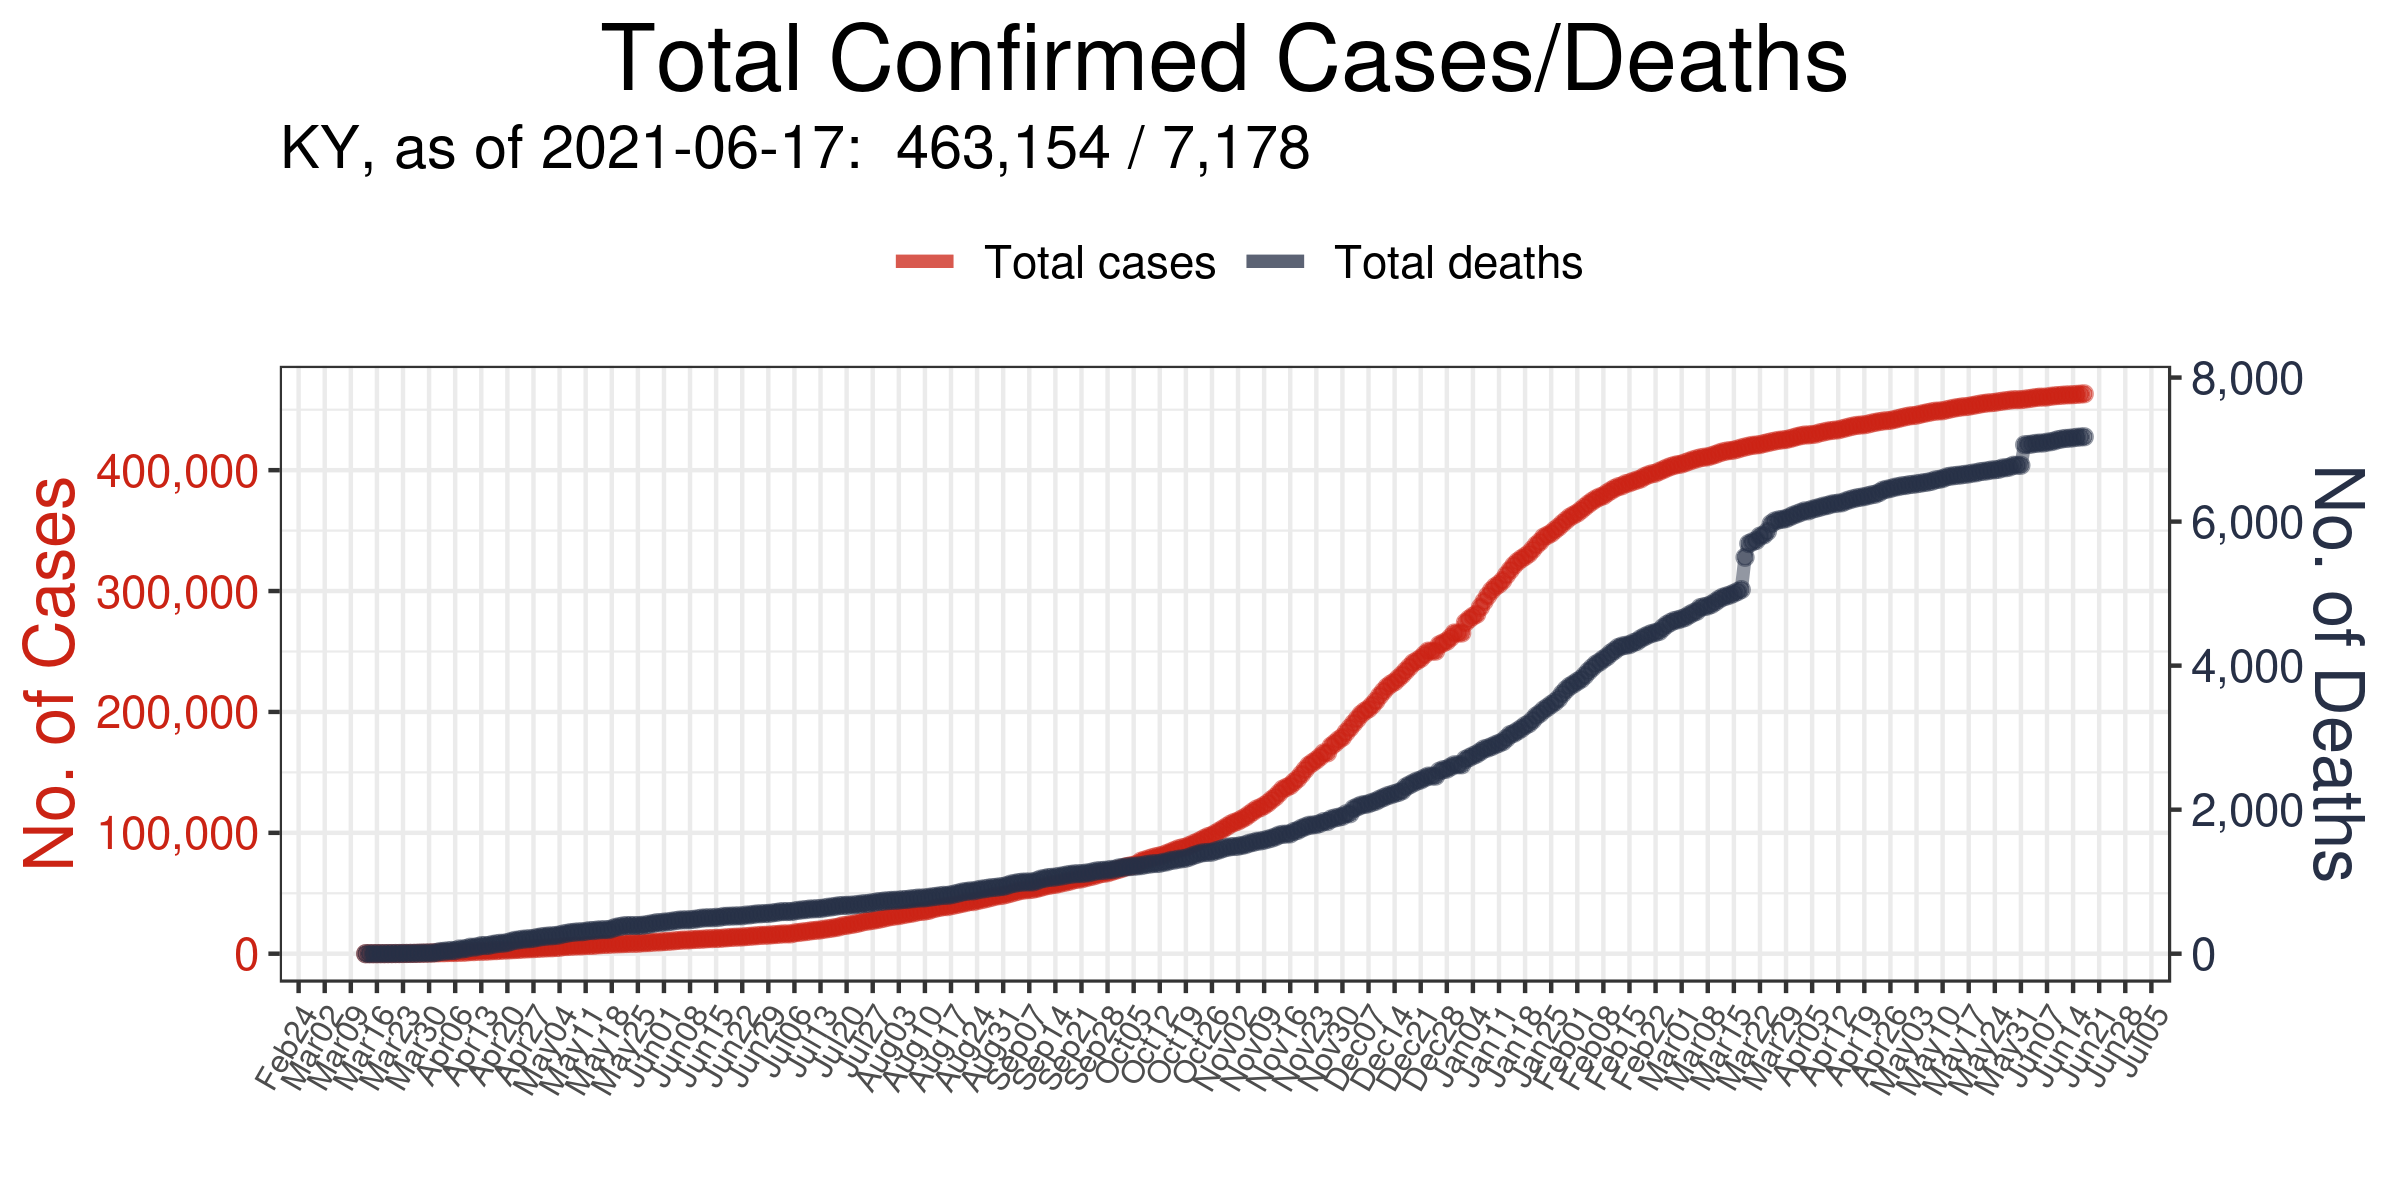 Total Confirmed Cases/Deaths
KY, as of 2021-06-17:  463,154 / 7,178
Total cases
Total deaths
No. of Cases
400,000
300,000
200,000
100,000
0
8,000
6,000
4,000
2,000
0
No. of Deaths
Feb24
Mar02
Mar09
Mar16
Mar23
Mar30
Apr06
Apr13
Apr20
Apr27
May04
May11
May18
May25
Jun01
Jun08
Jun15
Jun22
Jun29
Jul06
Jul13
Jul20
Jul27
Aug03
Aug10
Aug17
Aug24
Aug31
Sep07
Sep14
Sep21
Sep28
Oct05
Oct12
Oct19
Oct26
Nov02
Nov09
Nov16
Nov23
Nov30
Dec07
Dec14
Dec21
Dec28
Jan04
Jan11
Jan18
Jan25
Feb01
Feb08
Feb15
Feb22
Mar01
Mar08
Mar15
Mar22
Mar29
Apr05
Apr12
Apr19
Apr26
May03
May10
May17
May24
May31
Jun07
Jun14
Jun21
Jun28
Jul05